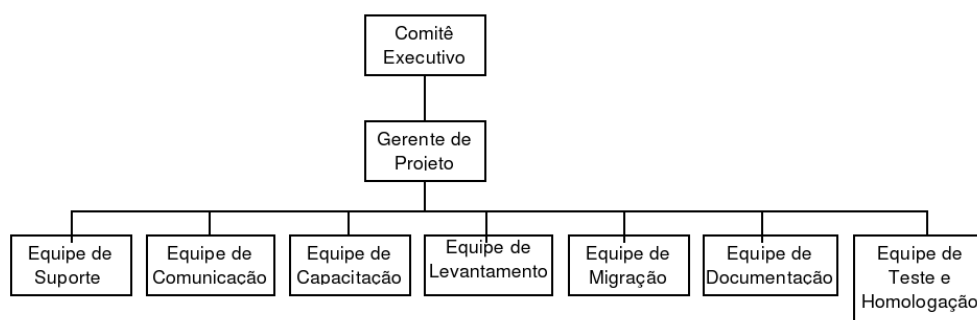 Comitê
Executivo
Gerente de
Projeto
Equipe de
Suporte
Equipe de
Comunicação
Equipe de
Capacitação
Equipe de
Levantamento
Equipe de
Migração
Equipe de
Documentação
Equipe de
Teste e
Homologação